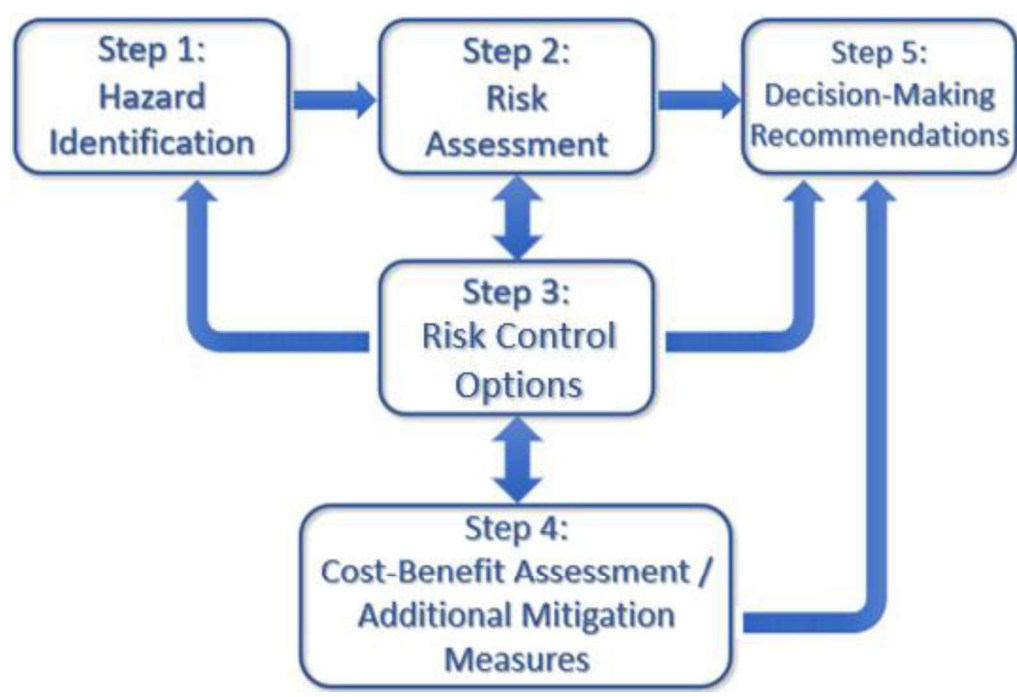 Step 1:
Hazard
Identification
Step 2:
Risk
Assessment
Step 5:
Decision-Making
Recommendations
Step 3:
Risk Control
Options
Step 4:
Cost-Benefit Assessment /
Additional Mitigation
Measures